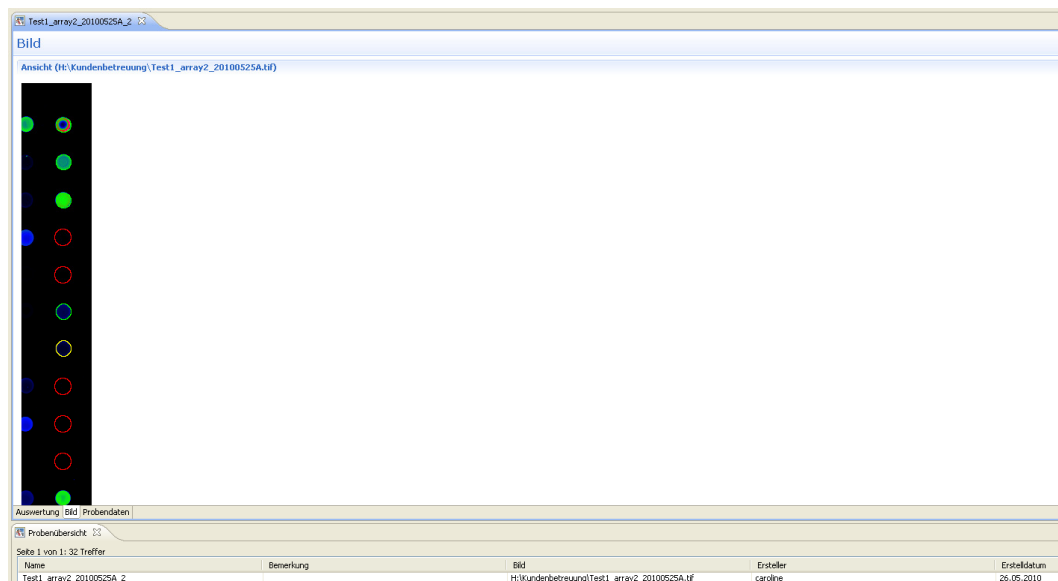 Test1_array2_20100525A_2
Bild
Ansicht (H:\Kundenbetreuung\Test1_array2_20100525A.tif)
Auswertung Bild Probendaten
Probenübersicht
Seite 1 von 1: 32 Treffer
Name Bemerkung Bild Ersteller Erstelldatum
Test1_array2_20100525A_2 H:\Kundenbetreuung\Test1_array2_20100525A.tif caroline 26.05.2010